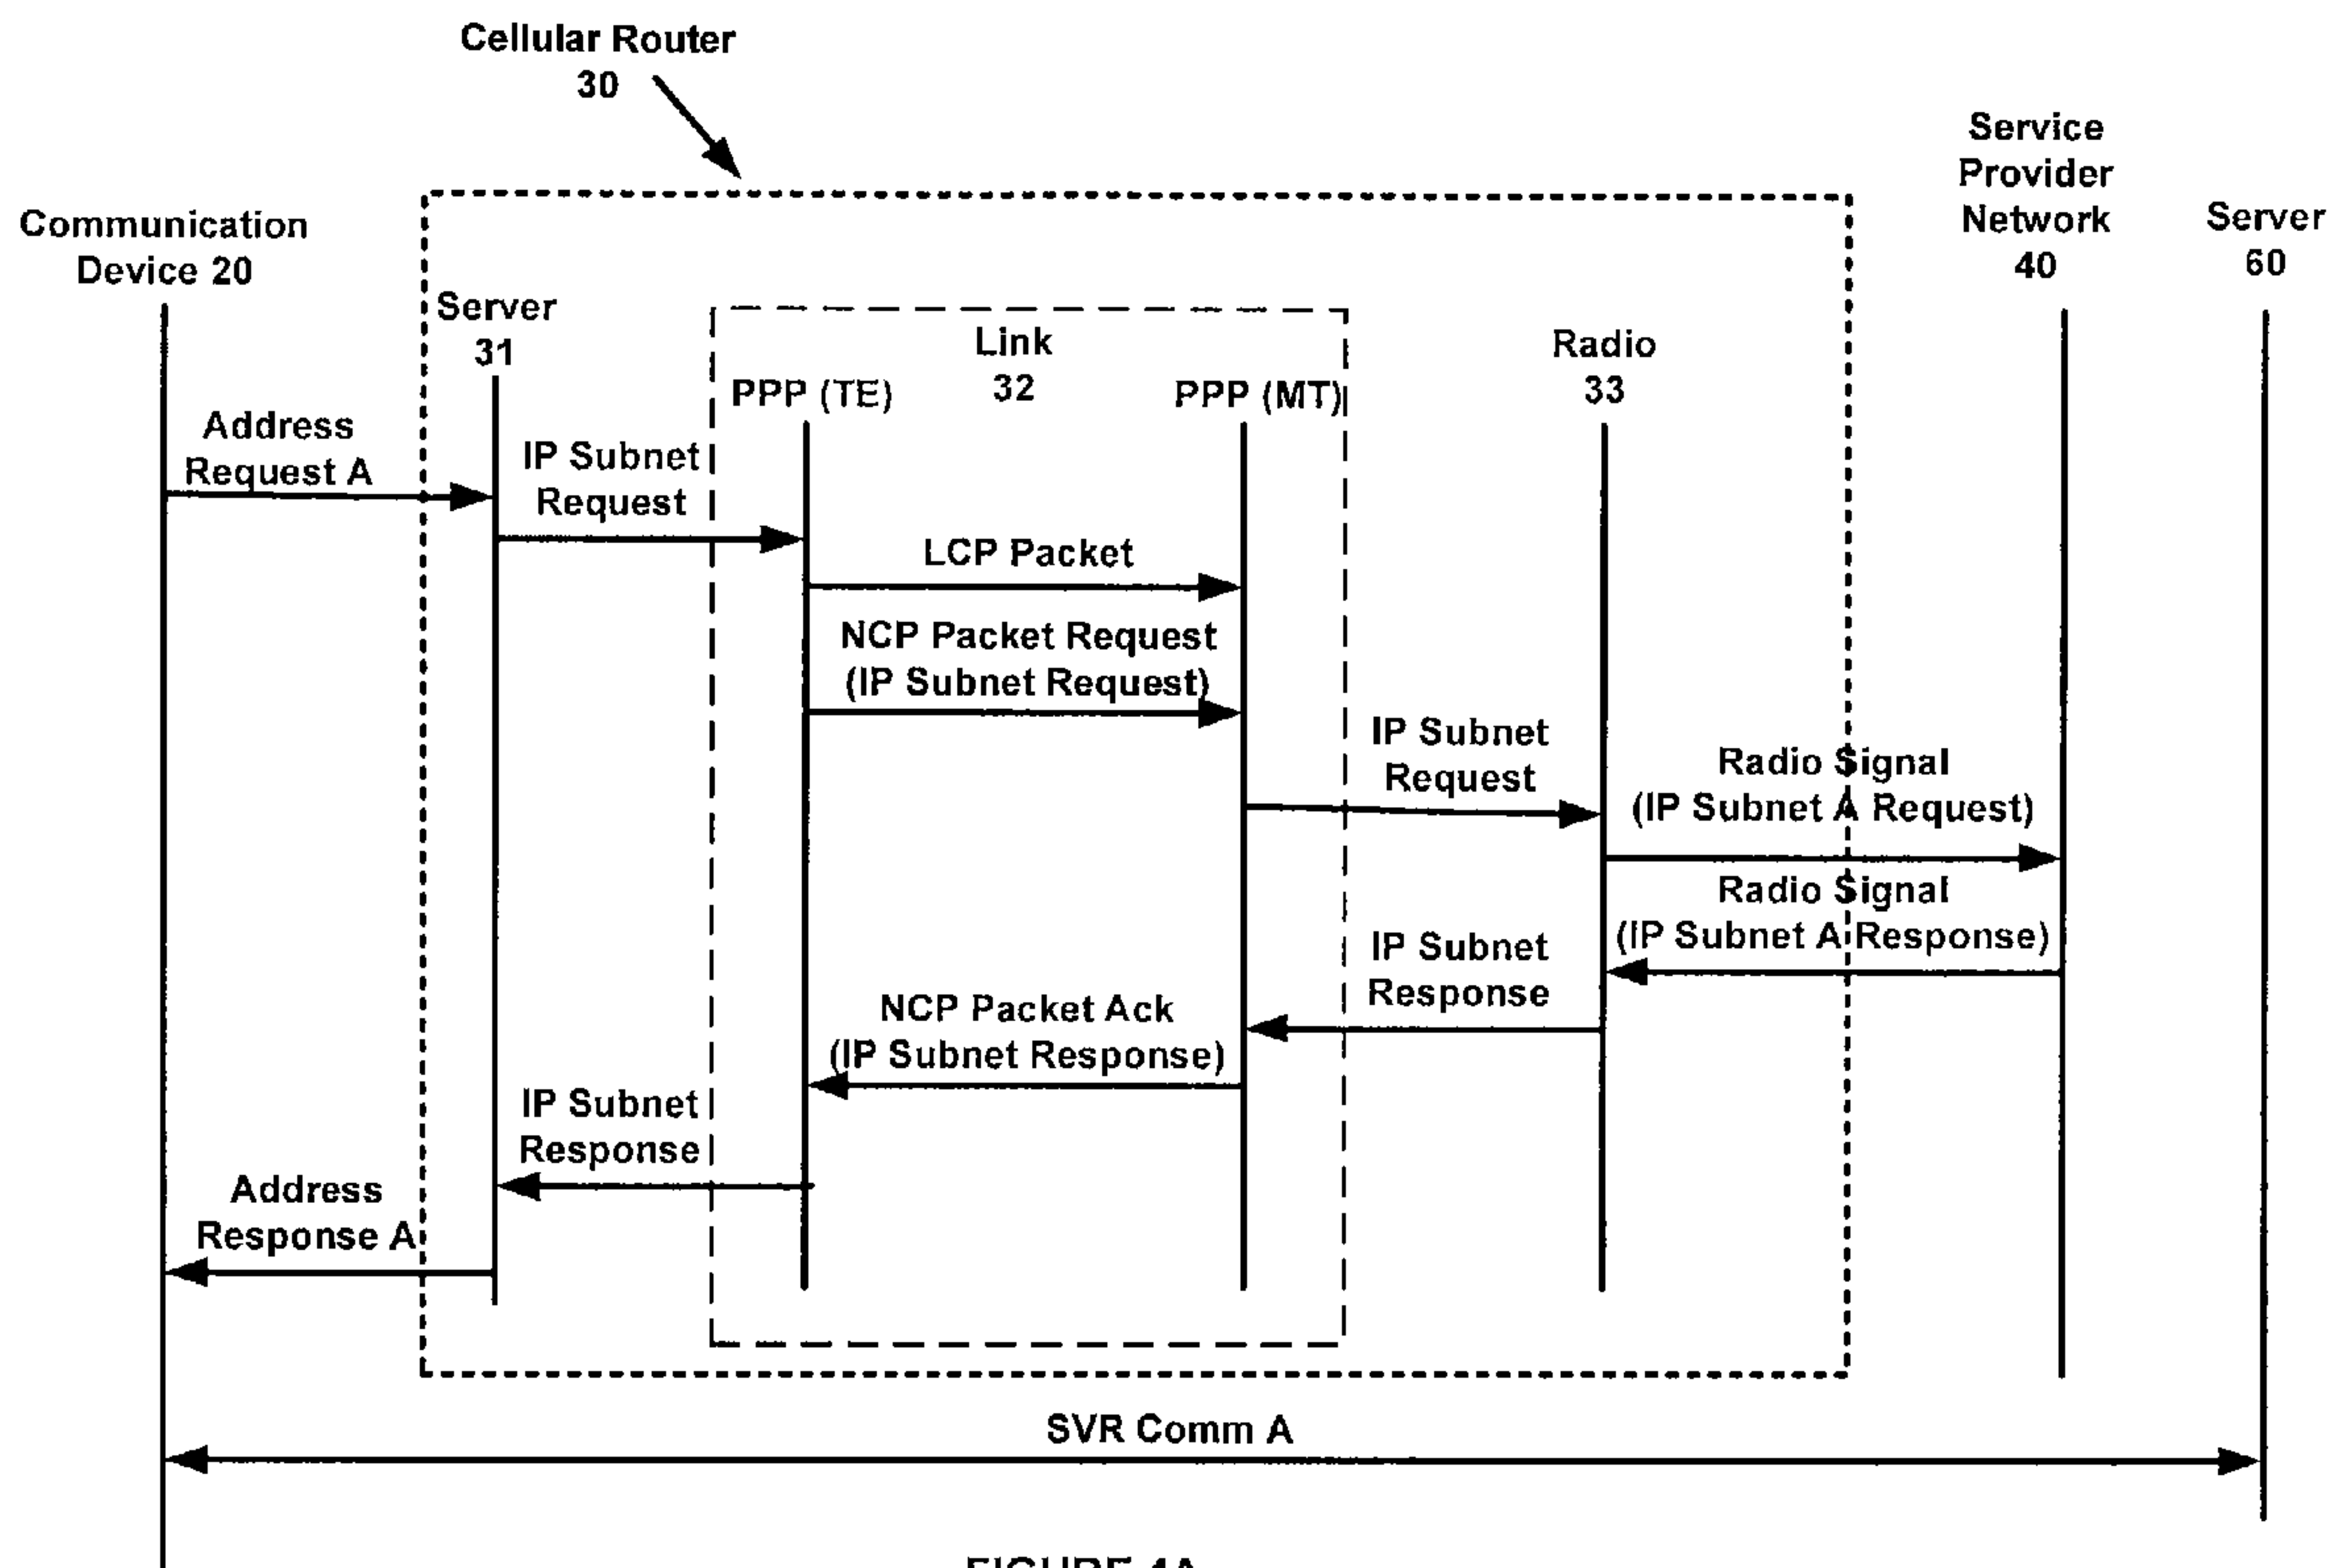 Cellular Router
30
Service
Provider
Network
40
Server
60
Communication
Device 20
Server
31
Link
32
PPP (TE)
PPP (MT)
Radio
33
Address
Request A
IP Subnet
Request
LCP Packet
NCP Packet Request
(IP Subnet Request)
IP Subnet
Request
Radio Signal
(IP Subnet A Request)
Radio Signal
(IP Subnet A Response)
IP Subnet
Response
NCP Packet Ack
(IP Subnet Response)
IP Subnet
Response
Address
Response A
SVR Comm A
FIGURE 4A